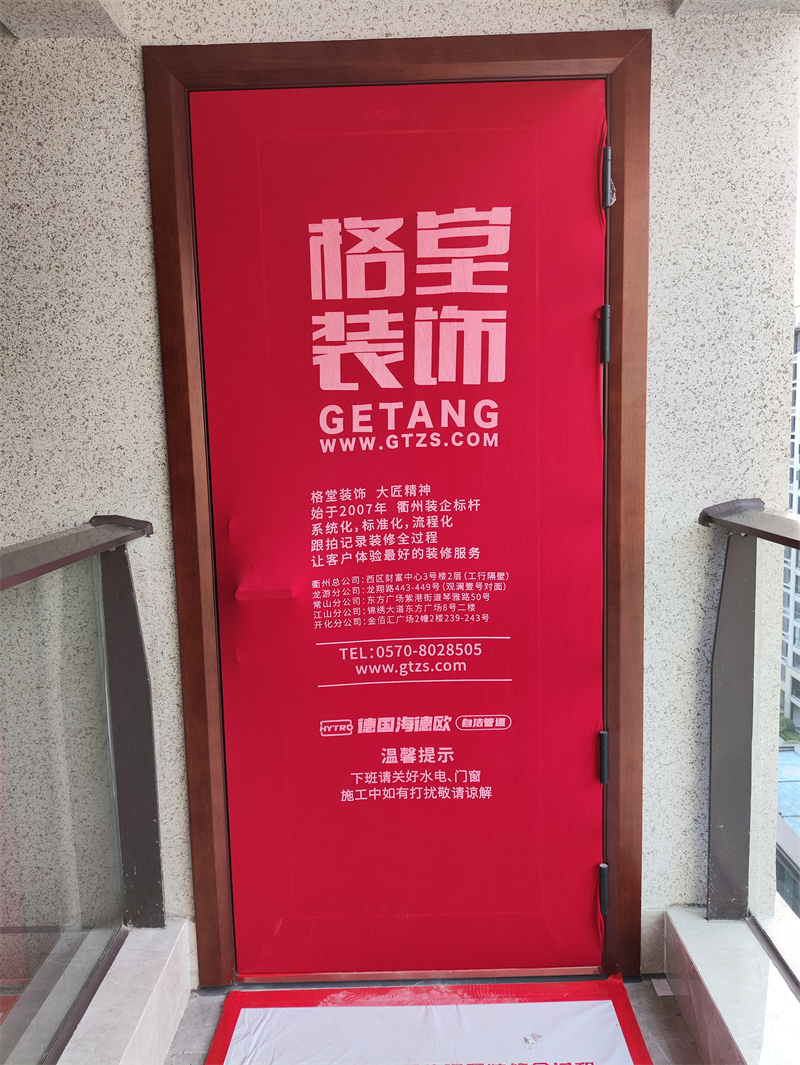 格堂
装饰
GETANG
WWW.GTZS.COM
格堂装饰 大匠精神
始于2007年 衢州装企标杆
系统化,标准化,流程化
跟拍记录装修全过程
让客户体验最好的装修服务
衢州总公司:西区财富中心3号楼2层(工行隔壁)
龙游分公司:龙翔路443-449号(观澜壹号对面)
常山分公司:东方广场紫港街道琴雅路50号
江山分公司:锦绣大道东方广场8号二楼
开化分公司:金佰汇广场2幢2楼239-243号
TEL:0570-8028505
www.gtzs.com
HYTRO 德国海德欧 自洁管道
温馨提示
下班请关好水电、门窗
施工中如有打扰敬请谅解